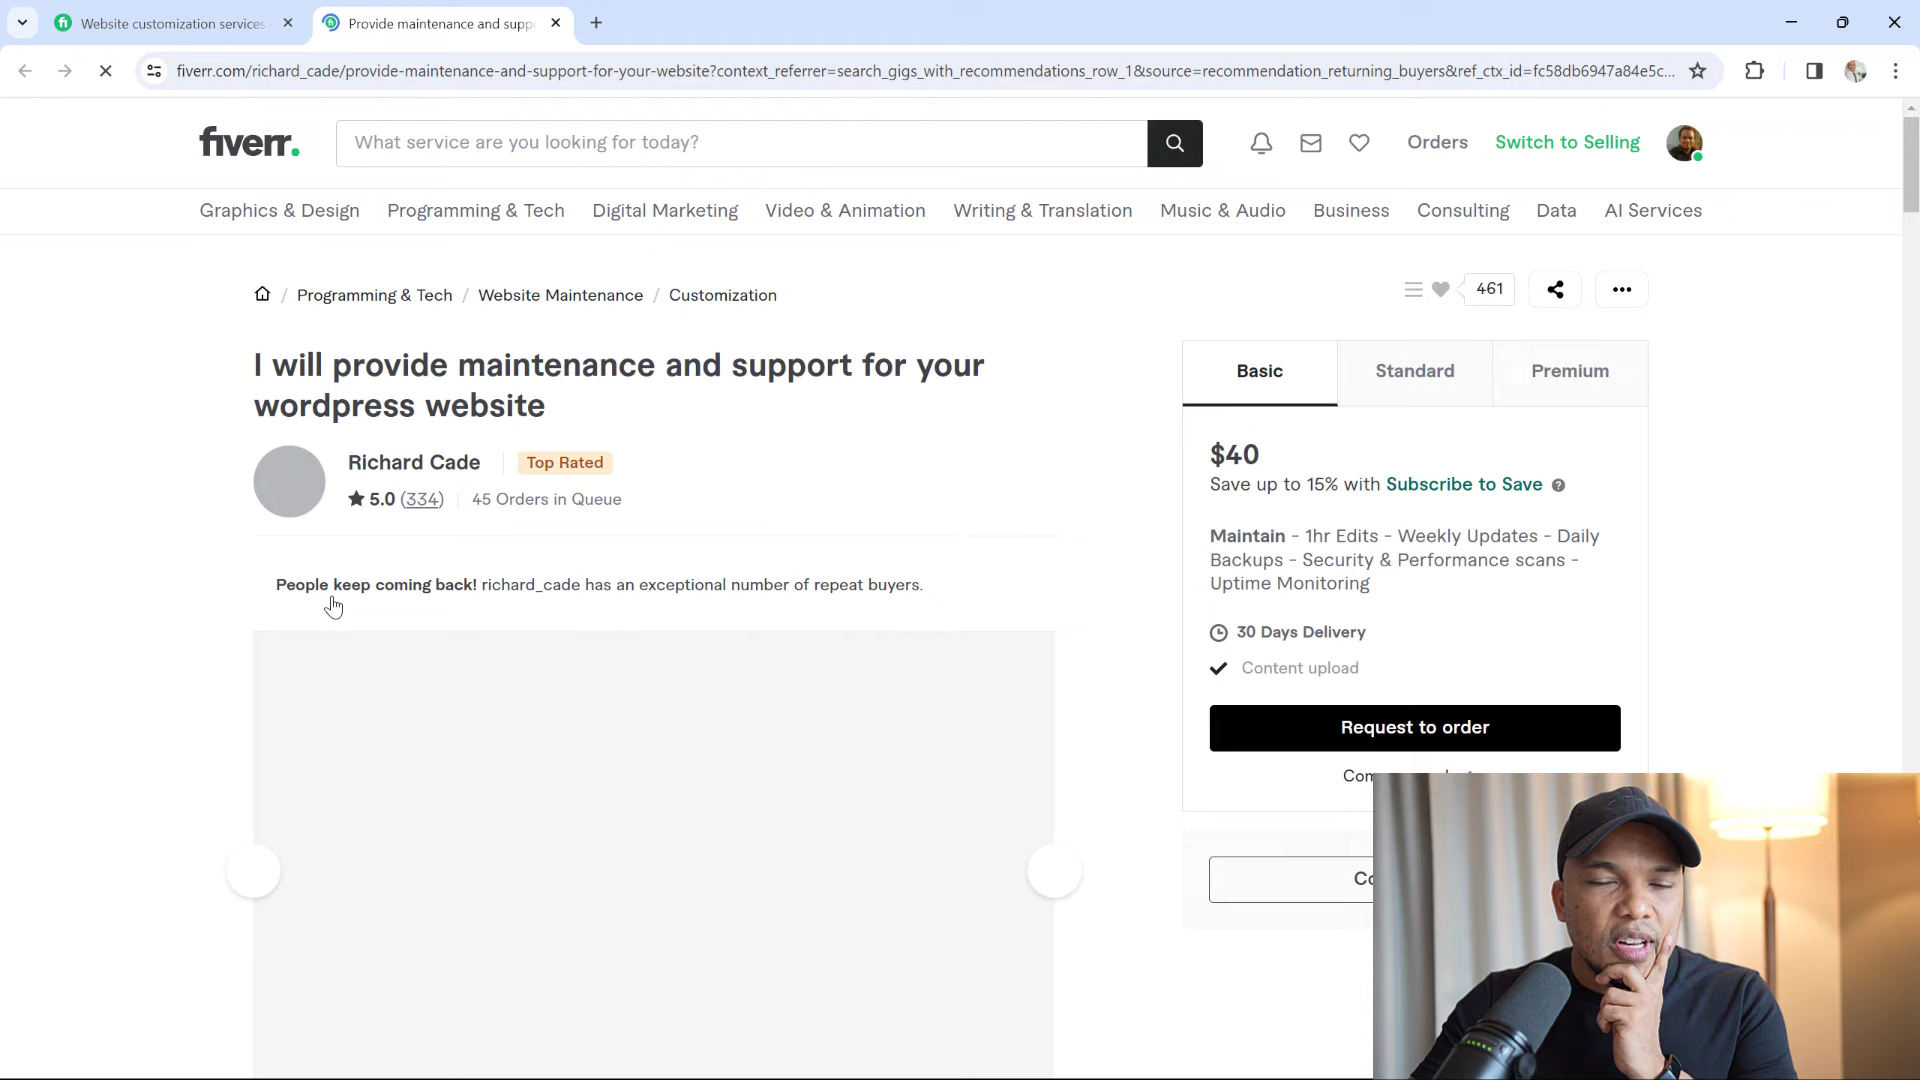 Website customization services
Provide maintenance and supp
fiverr.com/richard_cade/provide-maintenance-and-support-for-your-website?context_referrer=search_gigs_with_recommendations_row_1&source=recommendation_returning_buyers&ref_ctx_id=fc58db6947a84e5c...
fiverr.
What service are you looking for today?
Orders
Switch to Selling
Graphics & Design
Programming & Tech
Digital Marketing
Video & Animation
Writing & Translation
Music & Audio
Business
Consulting
Data
AI Services
/ Programming & Tech / Website Maintenance / Customization
461
I will provide maintenance and support for your
wordpress website
Richard Cade
Top Rated
5.0 (334)
45 Orders in Queue
People keep coming back! richard_cade has an exceptional number of repeat buyers.
Basic
Standard
Premium
$40
Save up to 15% with Subscribe to Save
Maintain - 1hr Edits - Weekly Updates - Daily
Backups - Security & Performance scans -
Uptime Monitoring
30 Days Delivery
Content upload
Request to order